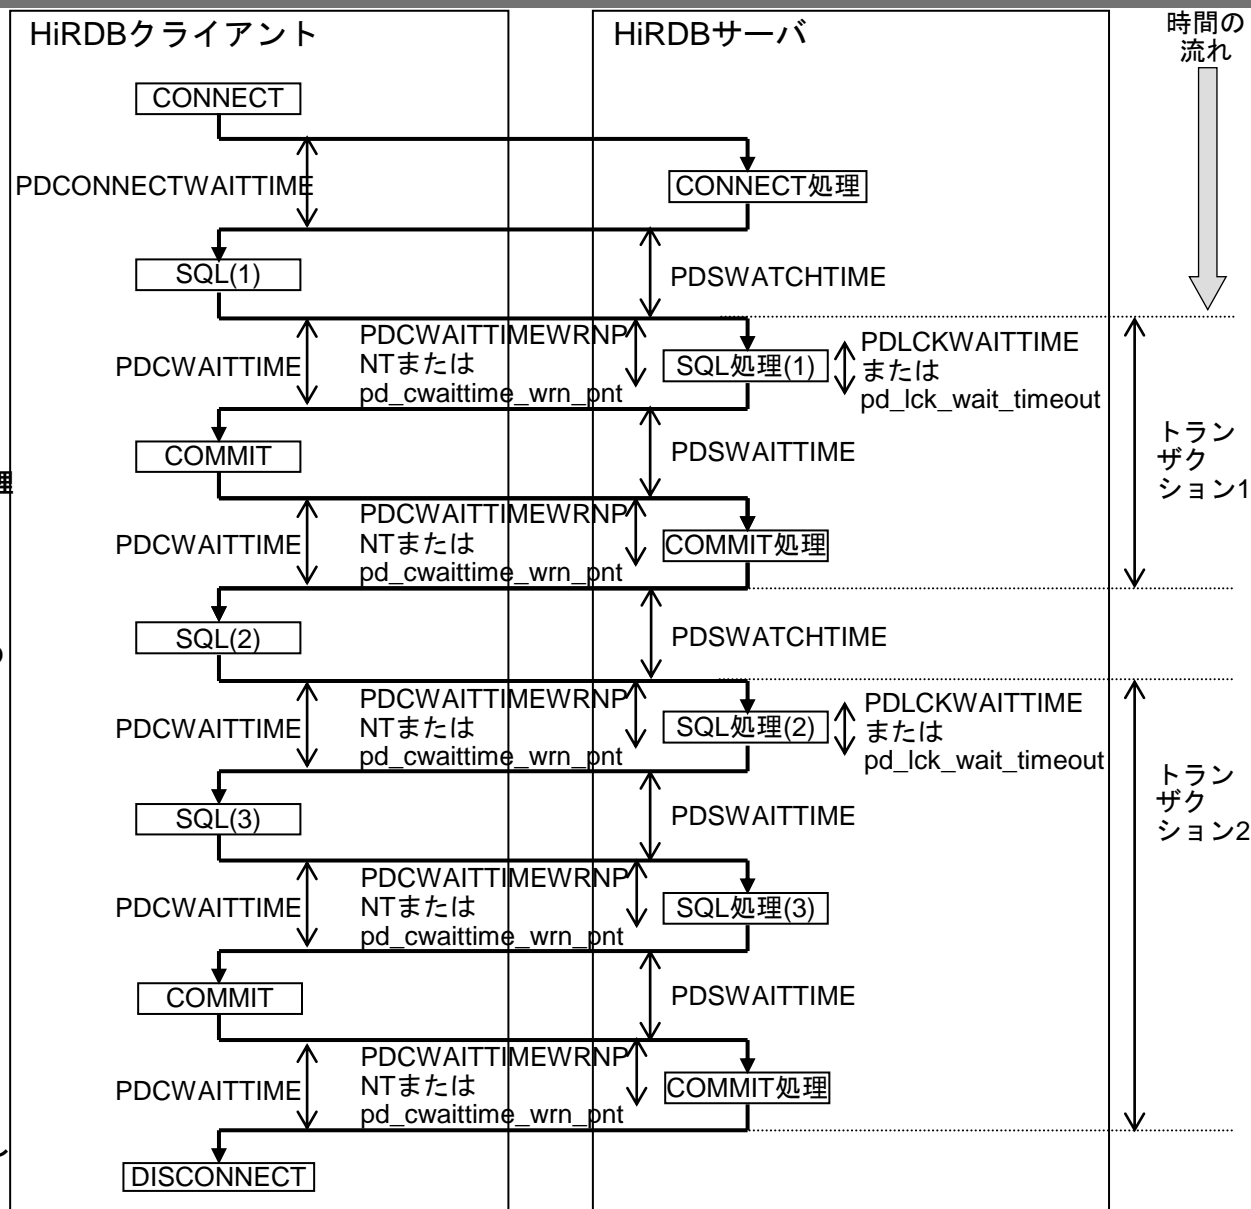 HiRDBクライアント
HiRDBサーバ
時間の
流れ
CONNECT
PDCONNECTWAITTIME
CONNECT処理
SQL(1)
PDSWATCHTIME
PDCWAITTIME
PDCWAITTIMEWRNP
NTまたは
pd_cwaittime_wrn_pnt
SQL処理(1)
PDLCKWAITTIME
または
pd_lck_wait_timeout
COMMIT
PDSWAITTIME
トラン
ザク
ション1
理
PDCWAITTIME
PDCWAITTIMEWRNP
NTまたは
pd_cwaittime_wrn_pnt
COMMIT処理
SQL(2)
PDSWATCHTIME
PDCWAITTIME
PDCWAITTIMEWRNP
NTまたは
pd_cwaittime_wrn_pnt
SQL処理(2)
PDLCKWAITTIME
または
pd_lck_wait_timeout
SQL(3)
PDSWAITTIME
トラン
ザク
ション2
PDCWAITTIME
PDCWAITTIMEWRNP
NTまたは
pd_cwaittime_wrn_pnt
SQL処理(3)
COMMIT
PDSWAITTIME
PDCWAITTIME
PDCWAITTIMEWRNP
NTまたは
pd_cwaittime_wrn_pnt
COMMIT処理
DISCONNECT